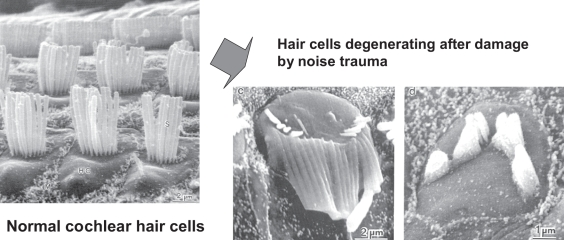 Hair cells degenerating after damage
by noise trauma
c
d
S
H C
2 µm
1 µm
Normal cochlear hair cells